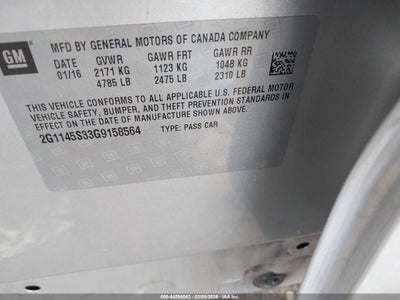 GM
MFD BY GENERAL MOTORS OF CANADA COMPANY
DATE GVWR GAWR FRT GAWR RR
01/16 2171 KG 1123 KG 1048 KG
4785 LB 2475 LB 2310 LB
THIS VEHICLE CONFORMS TO ALL APPLICABLE U.S. FEDERAL MOTOR
VEHICLE SAFETY, BUMPER, AND THEFT PREVENTION STANDARDS IN
EFFECT ON THE DATE OF MANUFACTURE SHOWN ABOVE.
2G1145S33G9158564 TYPE: PASS CAR